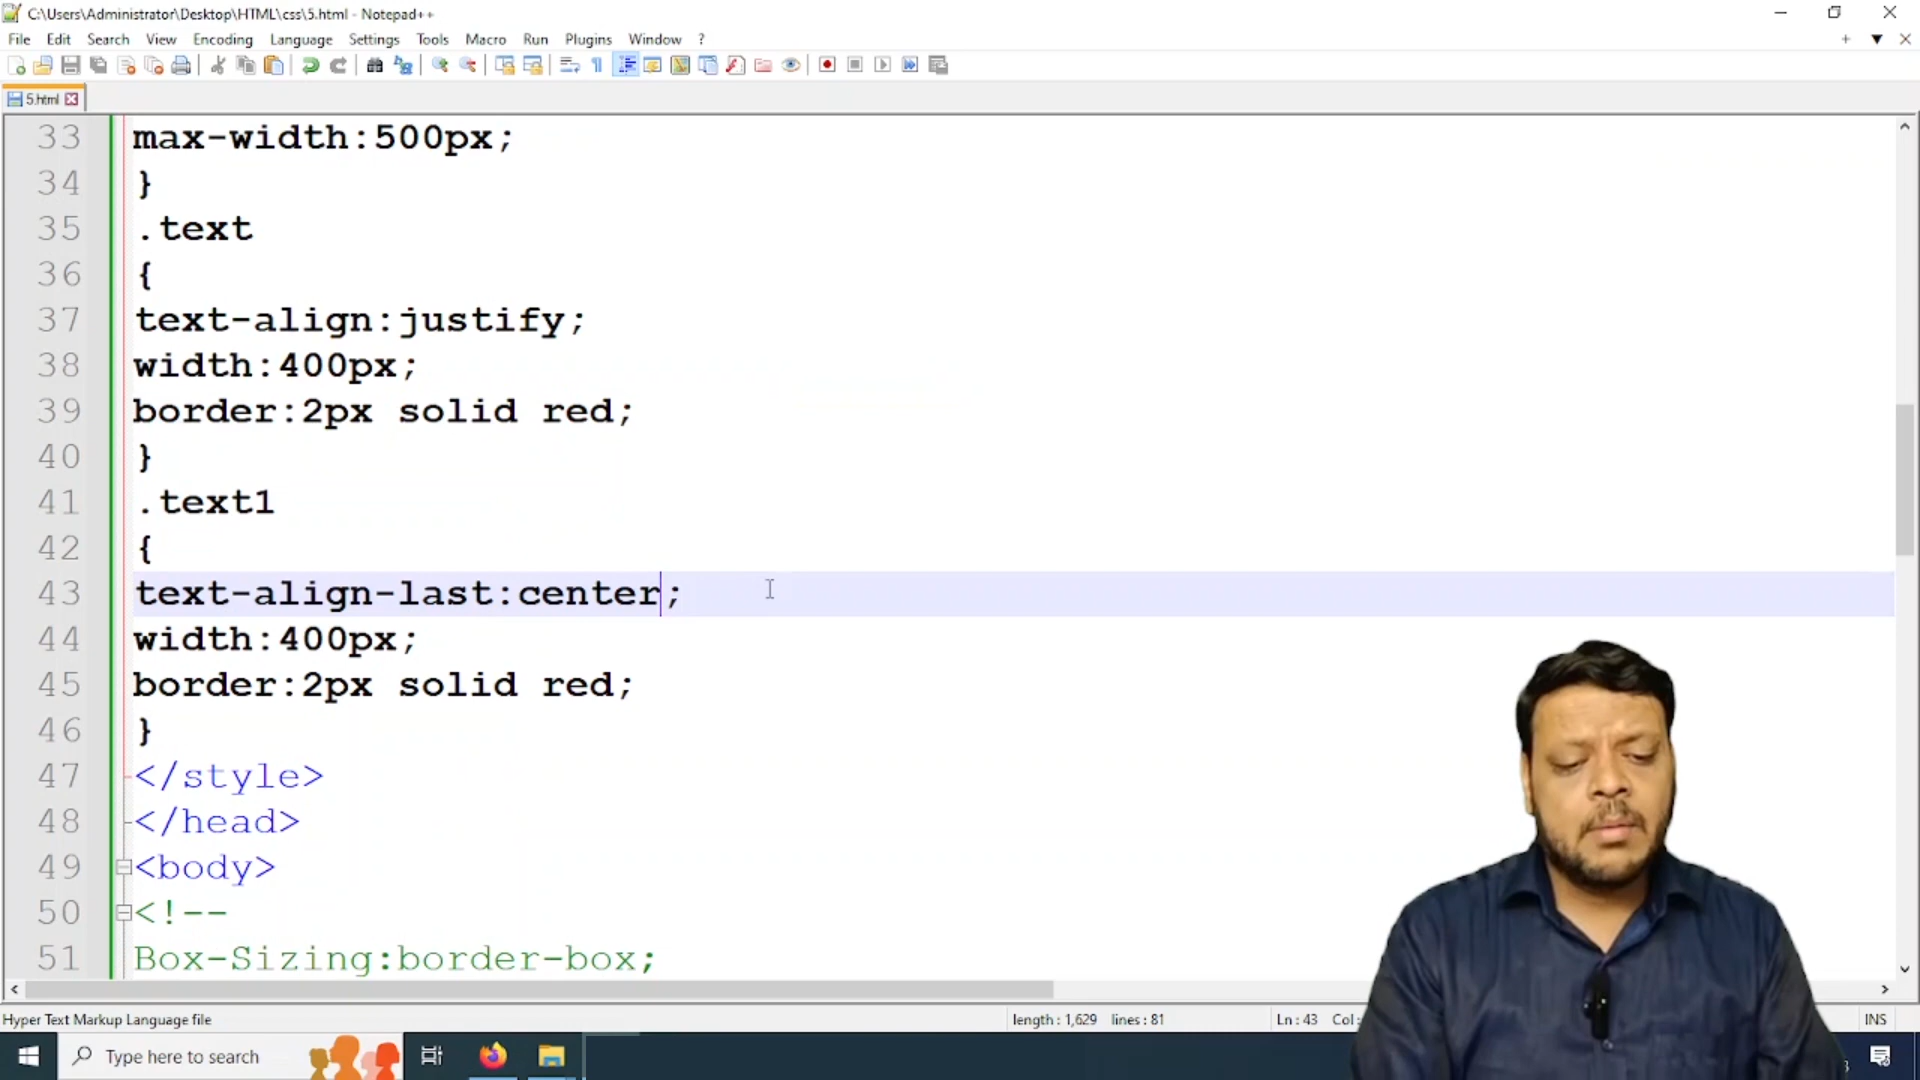 C:\Users\Administrator\Desktop\HTML\css\5.html - Notepad++
File Edit Search View Encoding Language Settings Tools Macro Run Plugins Window ?
5.html
33 max-width:500px;
34 }
35 .text
36 {
37 text-align:justify;
38 width:400px;
39 border:2px solid red;
40 }
41 .text1
42 {
43 text-align-last:center;
44 width:400px;
45 border:2px solid red;
46 }
47 </style>
48 </head>
49 <body>
50 <!--
51 Box-Sizing:border-box;
Hyper Text Markup Language file length : 1,629 lines : 81 Ln : 43 Col : INS
Type here to search